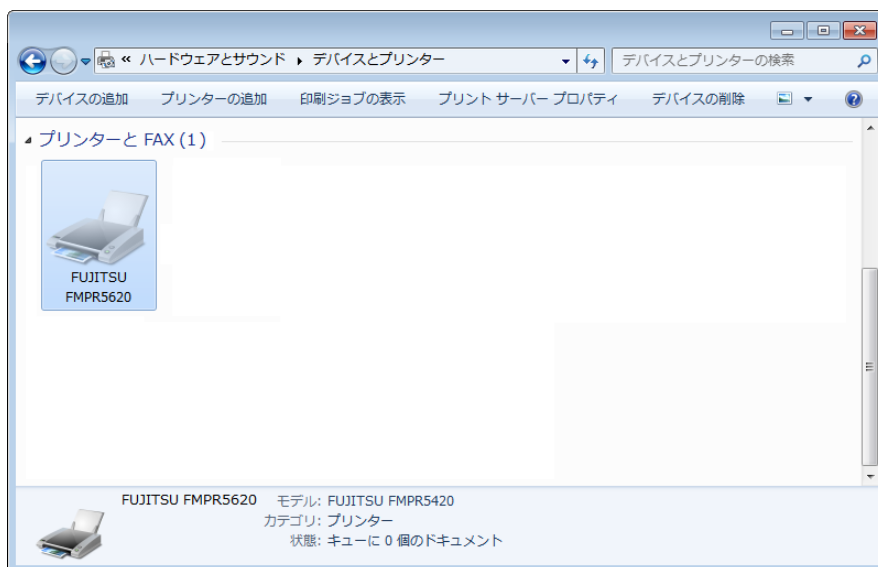 « ハードウェアとサウンド ▸ デバイスとプリンター デバイスとプリンターの検索
デバイスの追加 プリンターの追加 印刷ジョブの表示 プリント サーバー プロパティ デバイスの削除
プリンターと FAX (1)
FUJITSU
FMPR5620
FUJITSU FMPR5620 モデル: FUJITSU FMPR5420
カテゴリ: プリンター
状態: キューに 0 個のドキュメント